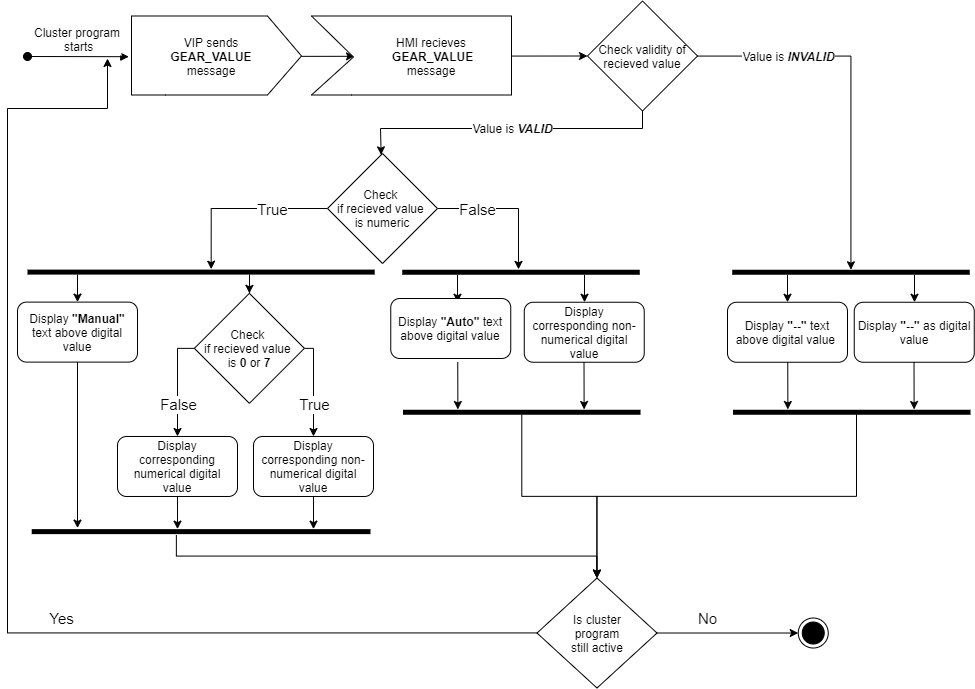 Cluster program
starts
VIP sends
GEAR_VALUE
message
HMI recieves
GEAR_VALUE
message
Check validity of
recieved value
Value is INVALID
Value is VALID
Check
if recieved value
is numeric
True
False
Display "Manual"
text above digital
value
Check
if recieved value
is 0 or 7
Display "Auto" text
above digital value
Display
corresponding non-
numerical digital
value
Display "--" text
above digital value
Display "--" as digital
value
False
True
Display
corresponding
numerical digital
value
Display
corresponding non-
numerical digital
value
Is cluster
program
still active
Yes
No